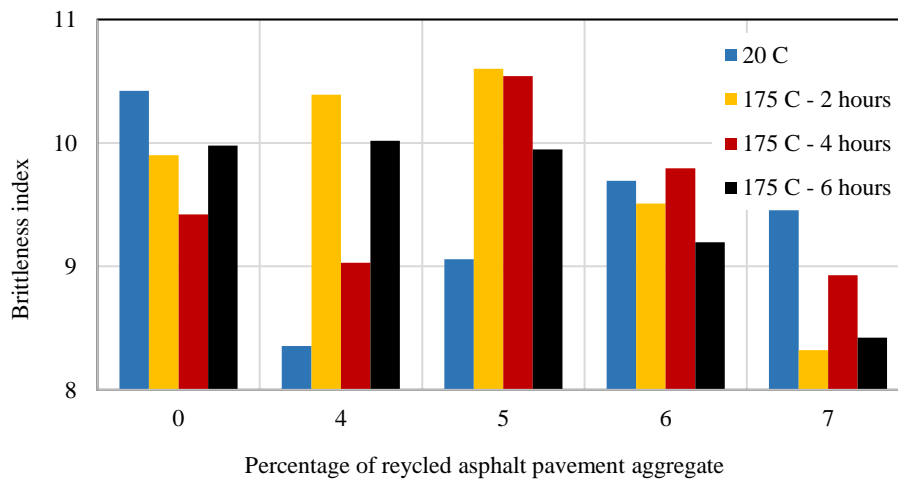 11
10
9
8
Brittleness index
20 C
175 C - 2 hours
175 C - 4 hours
175 C - 6 hours
0 4 5 6 7
Percentage of reycled asphalt pavement aggregate